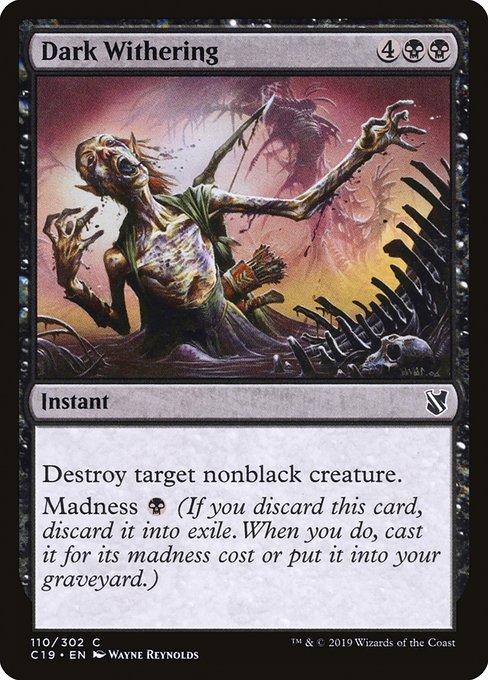 Dark Withering 4
Instant
Destroy target nonblack creature.
Madness (If you discard this card,
discard it into exile. When you do, cast
it for its madness cost or put it into your
graveyard.)
110/302 C
C19 • EN Wayne Reynolds
™ & © 2019 Wizards of the Coast